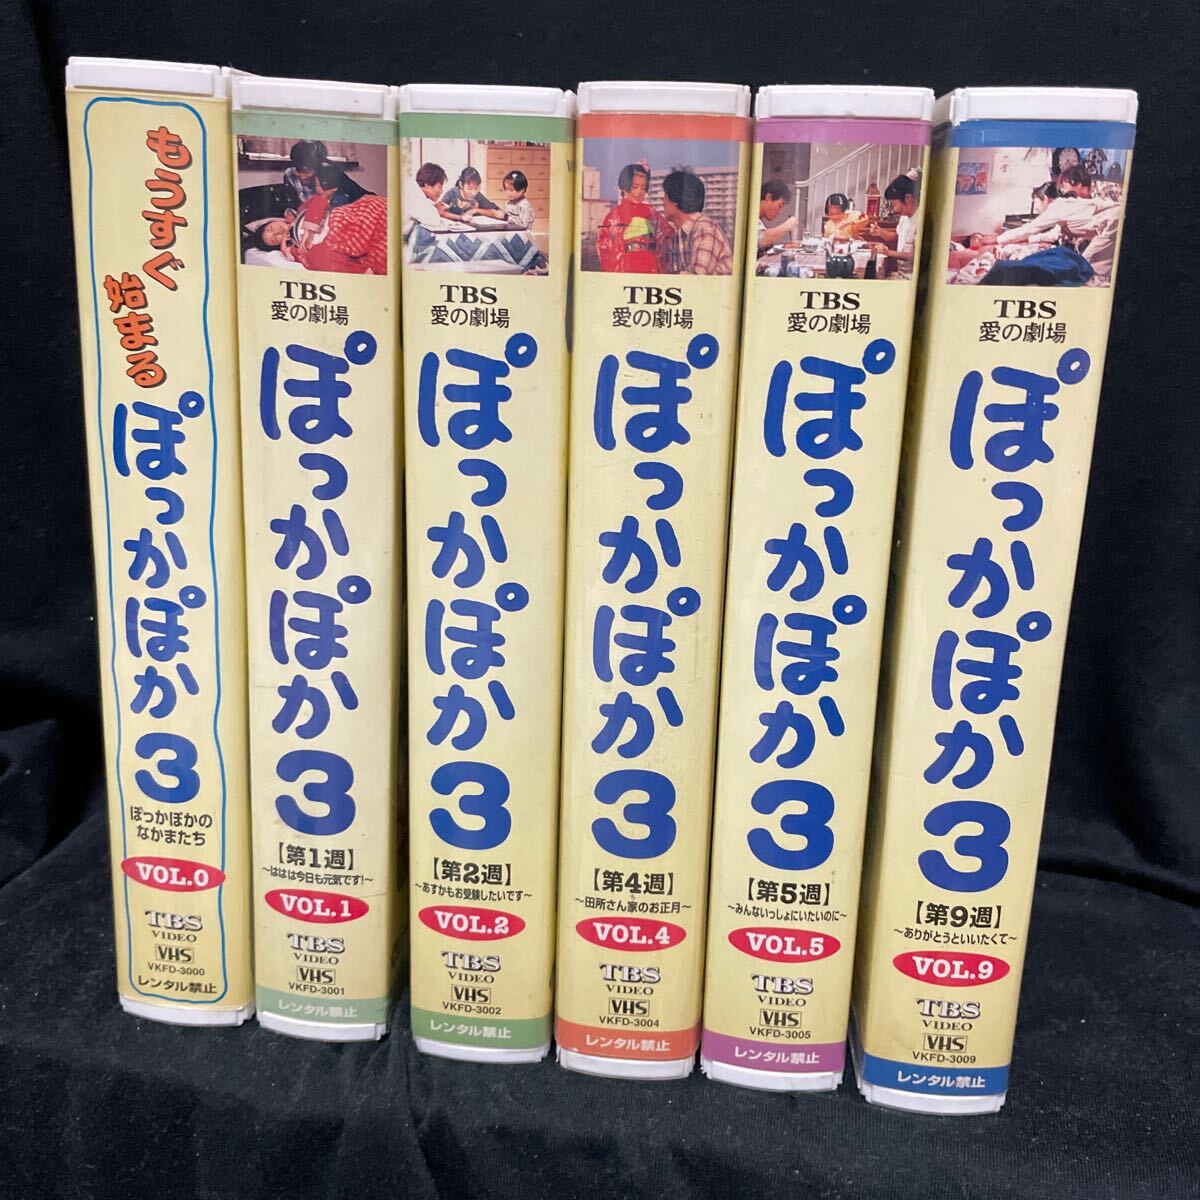 もうすぐ
始まる
ぽっかぽか
3
ぽっかぽかの
なかまたち
VOL.0
TBS
VIDEO
VHS
VKFD-3000
レンタル禁止
TBS
愛の劇場
ぽっかぽか
3
【第1週】
～ははは今日も元気です!～
VOL.1
TBS
VIDEO
VHS
VKFD-3001
レンタル禁止
TBS
愛の劇場
ぽっかぽか
3
【第2週】
～あすかもお受験したいです～
VOL.2
TBS
VIDEO
VHS
VKFD-3002
レンタル禁止
TBS
愛の劇場
ぽっかぽか
3
【第4週】
～田所さん家のお正月～
VOL.4
TBS
VIDEO
VHS
VKFD-3004
レンタル禁止
TBS
愛の劇場
ぽっかぽか
3
【第5週】
～みんないっしょにいたいのに～
VOL.5
TBS
VIDEO
VHS
VKFD-3005
レンタル禁止
TBS
愛の劇場
ぽっかぽか
3
【第9週】
～ありがとうといいたくて～
VOL.9
TBS
VIDEO
VHS
VKFD-3009
レンタル禁止